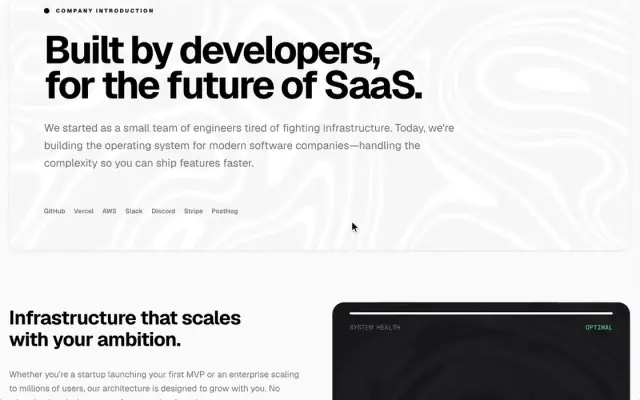 COMPANY INTRODUCTION
Built by developers,
for the future of SaaS.
We started as a small team of engineers tired of fighting infrastructure. Today, we're
building the operating system for modern software companies—handling the
complexity so you can ship features faster.
GitHub Vercel AWS Slack Discord Stripe PostHog
Infrastructure that scales
with your ambition.
SYSTEM HEALTH OPTIMAL
Whether you're a startup launching your first MVP or an enterprise scaling
to millions of users, our architecture is designed to grow with you. No